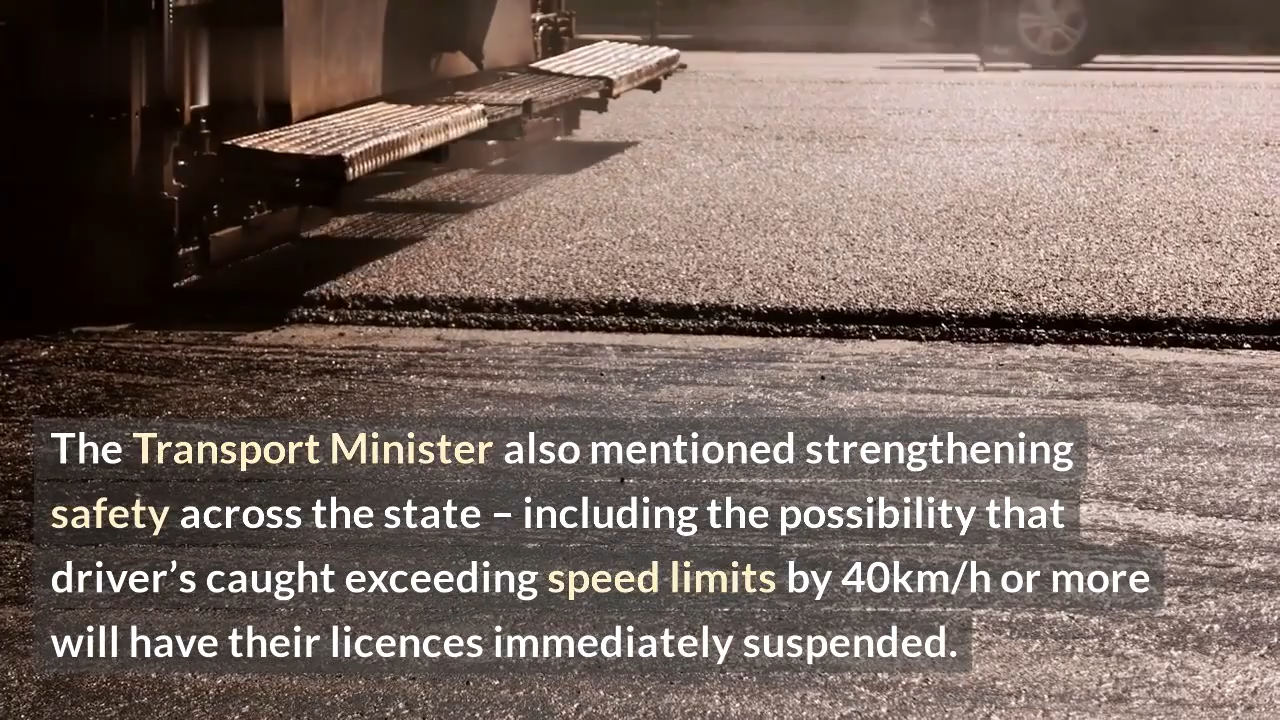 The Transport Minister also mentioned strengthening
safety across the state – including the possibility that
driver’s caught exceeding speed limits by 40km/h or more
will have their licences immediately suspended.